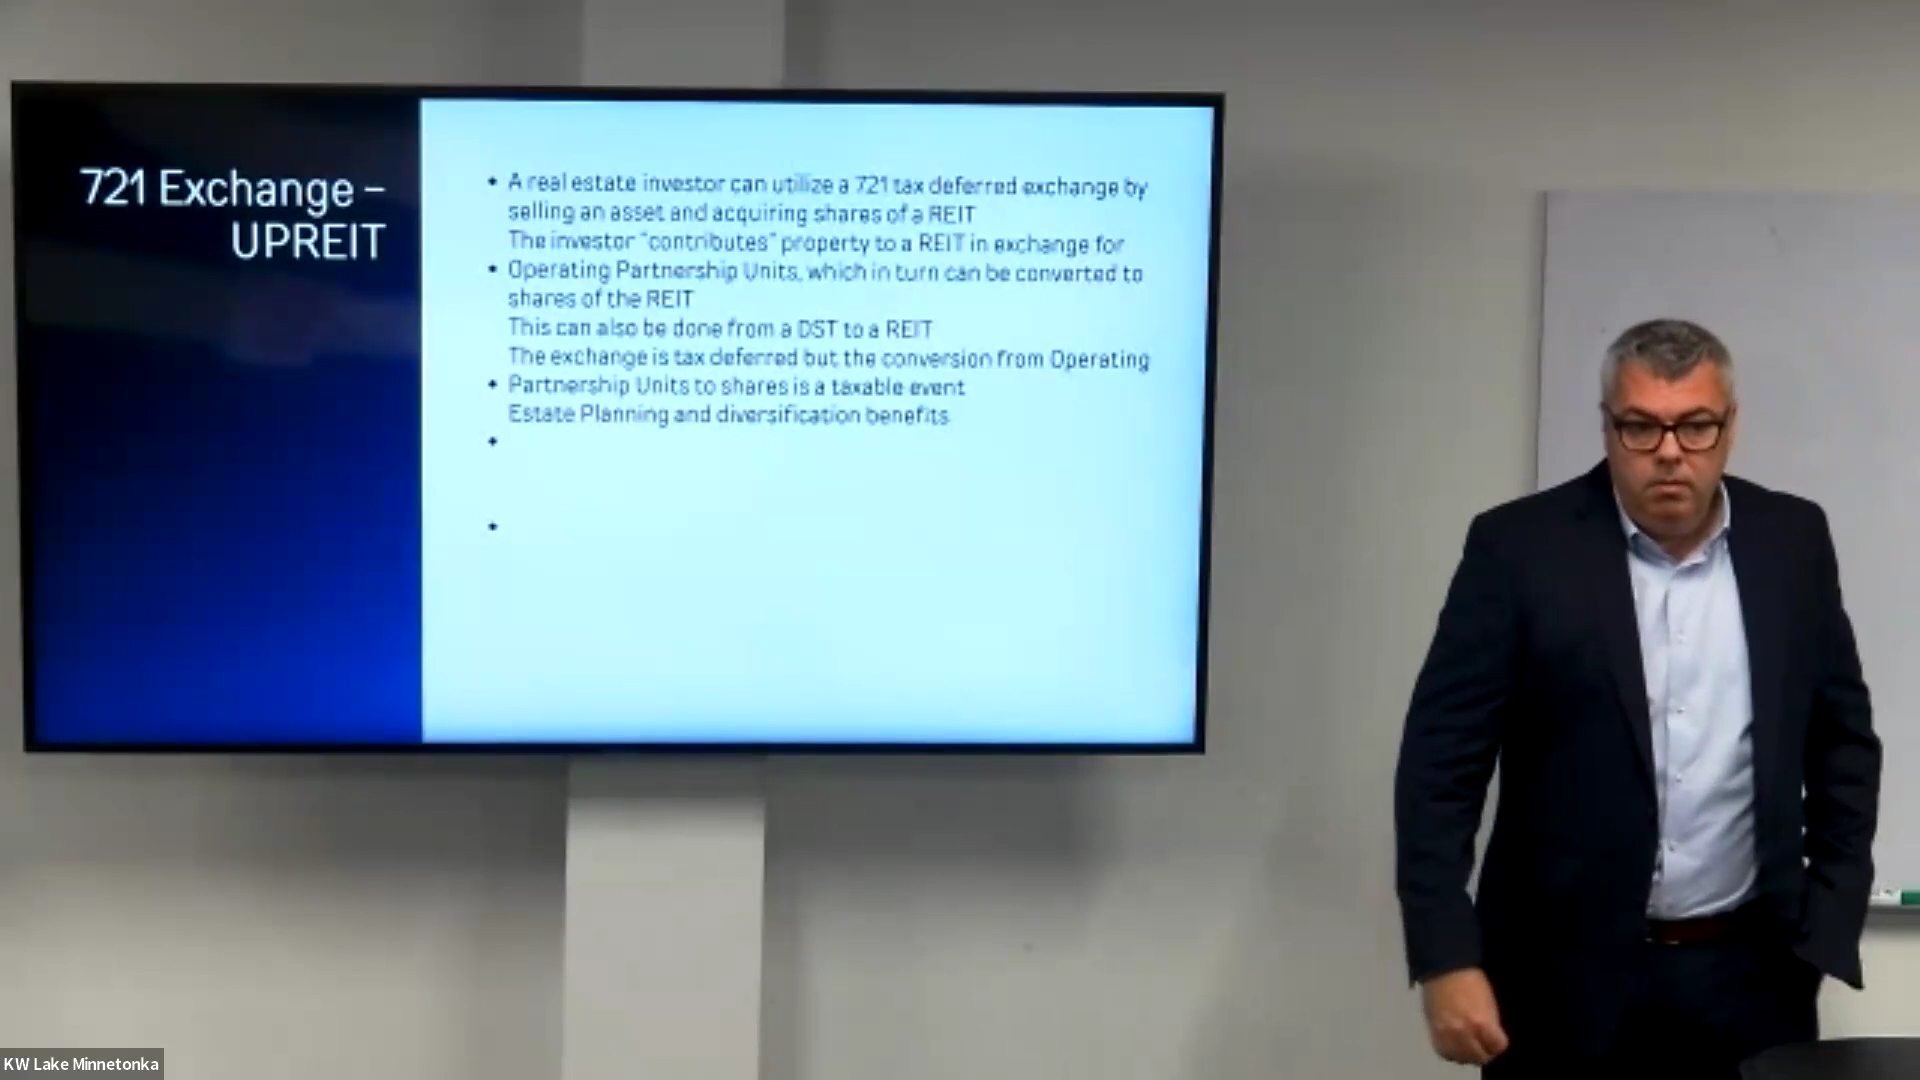 721 Exchange –
UPREIT
• A real estate investor can utilize a 721 tax deferred exchange by
selling an asset and acquiring shares of a REIT
The investor “contributes” property to a REIT in exchange for
• Operating Partnership Units, which in turn can be converted to
shares of the REIT
This can also be done from a DST to a REIT
The exchange is tax deferred but the conversion from Operating
• Partnership Units to shares is a taxable event
Estate Planning and diversification benefits
•
•
KW Lake Minnetonka